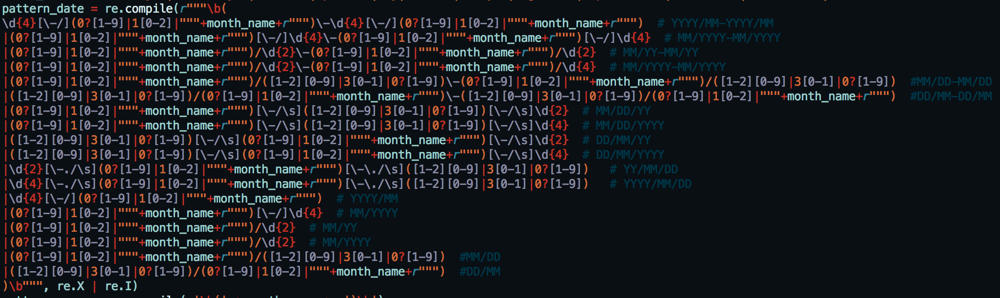 pattern_date = re.compile(r"""\b(
\d{4}[\-/](0?[1-9]|1[0-2]|"""+month_name+r""")\-\d{4}[\-/](0?[1-9]|1[0-2]|"""+month_name+r""")  # YYYY/MM-YYYY/MM
|(0?[1-9]|1[0-2]|"""+month_name+r""")[\-/]\d{4}\-(0?[1-9]|1[0-2]|"""+month_name+r""")[\-/]\d{4}  # MM/YYYY-MM/YYYY
|(0?[1-9]|1[0-2]|"""+month_name+r""")/\d{2}\-(0?[1-9]|1[0-2]|"""+month_name+r""")/\d{2}  # MM/YY-MM/YY
|(0?[1-9]|1[0-2]|"""+month_name+r""")/\d{2}\-(0?[1-9]|1[0-2]|"""+month_name+r""")/\d{4}  # MM/YYYY-MM/YYYY
|(0?[1-9]|1[0-2]|"""+month_name+r""")/([1-2][0-9]|3[0-1]|0?[1-9])\-(0?[1-9]|1[0-2]|"""+month_name+r""")/([1-2][0-9]|3[0-1]|0?[1-9])  #MM/DD-MM/DD
|([1-2][0-9]|3[0-1]|0?[1-9])/(0?[1-9]|1[0-2]|"""+month_name+r""")\-([1-2][0-9]|3[0-1]|0?[1-9])/(0?[1-9]|1[0-2]|"""+month_name+r""")  #DD/MM-DD/MM
|(0?[1-9]|1[0-2]|"""+month_name+r""")[\-/\s]([1-2][0-9]|3[0-1]|0?[1-9])[\-/\s]\d{2}  # MM/DD/YY
|(0?[1-9]|1[0-2]|"""+month_name+r""")[\-/\s]([1-2][0-9]|3[0-1]|0?[1-9])[\-/\s]\d{4}  # MM/DD/YYYY
|([1-2][0-9]|3[0-1]|0?[1-9])[\-/\s](0?[1-9]|1[0-2]|"""+month_name+r""")[\-/\s]\d{2}  # DD/MM/YY
|([1-2][0-9]|3[0-1]|0?[1-9])[\-/\s](0?[1-9]|1[0-2]|"""+month_name+r""")[\-/\s]\d{4}  # DD/MM/YYYY
|\d{2}[\-./\s](0?[1-9]|1[0-2]|"""+month_name+r""")[\-\./\s]([1-2][0-9]|3[0-1]|0?[1-9])   # YY/MM/DD
|\d{4}[\-./\s](0?[1-9]|1[0-2]|"""+month_name+r""")[\-\./\s]([1-2][0-9]|3[0-1]|0?[1-9])   # YYYY/MM/DD
|\d{4}[\-/](0?[1-9]|1[0-2]|"""+month_name+r""")  # YYYY/MM
|(0?[1-9]|1[0-2]|"""+month_name+r""")[\-/]\d{4}  # MM/YYYY
|(0?[1-9]|1[0-2]|"""+month_name+r""")/\d{2}  # MM/YY
|(0?[1-9]|1[0-2]|"""+month_name+r""")/\d{2}  # MM/YYYY
|(0?[1-9]|1[0-2]|"""+month_name+r""")/([1-2][0-9]|3[0-1]|0?[1-9])  #MM/DD
|([1-2][0-9]|3[0-1]|0?[1-9])/(0?[1-9]|1[0-2]|"""+month_name+r""")  #DD/MM
)\b""", re.X | re.I)